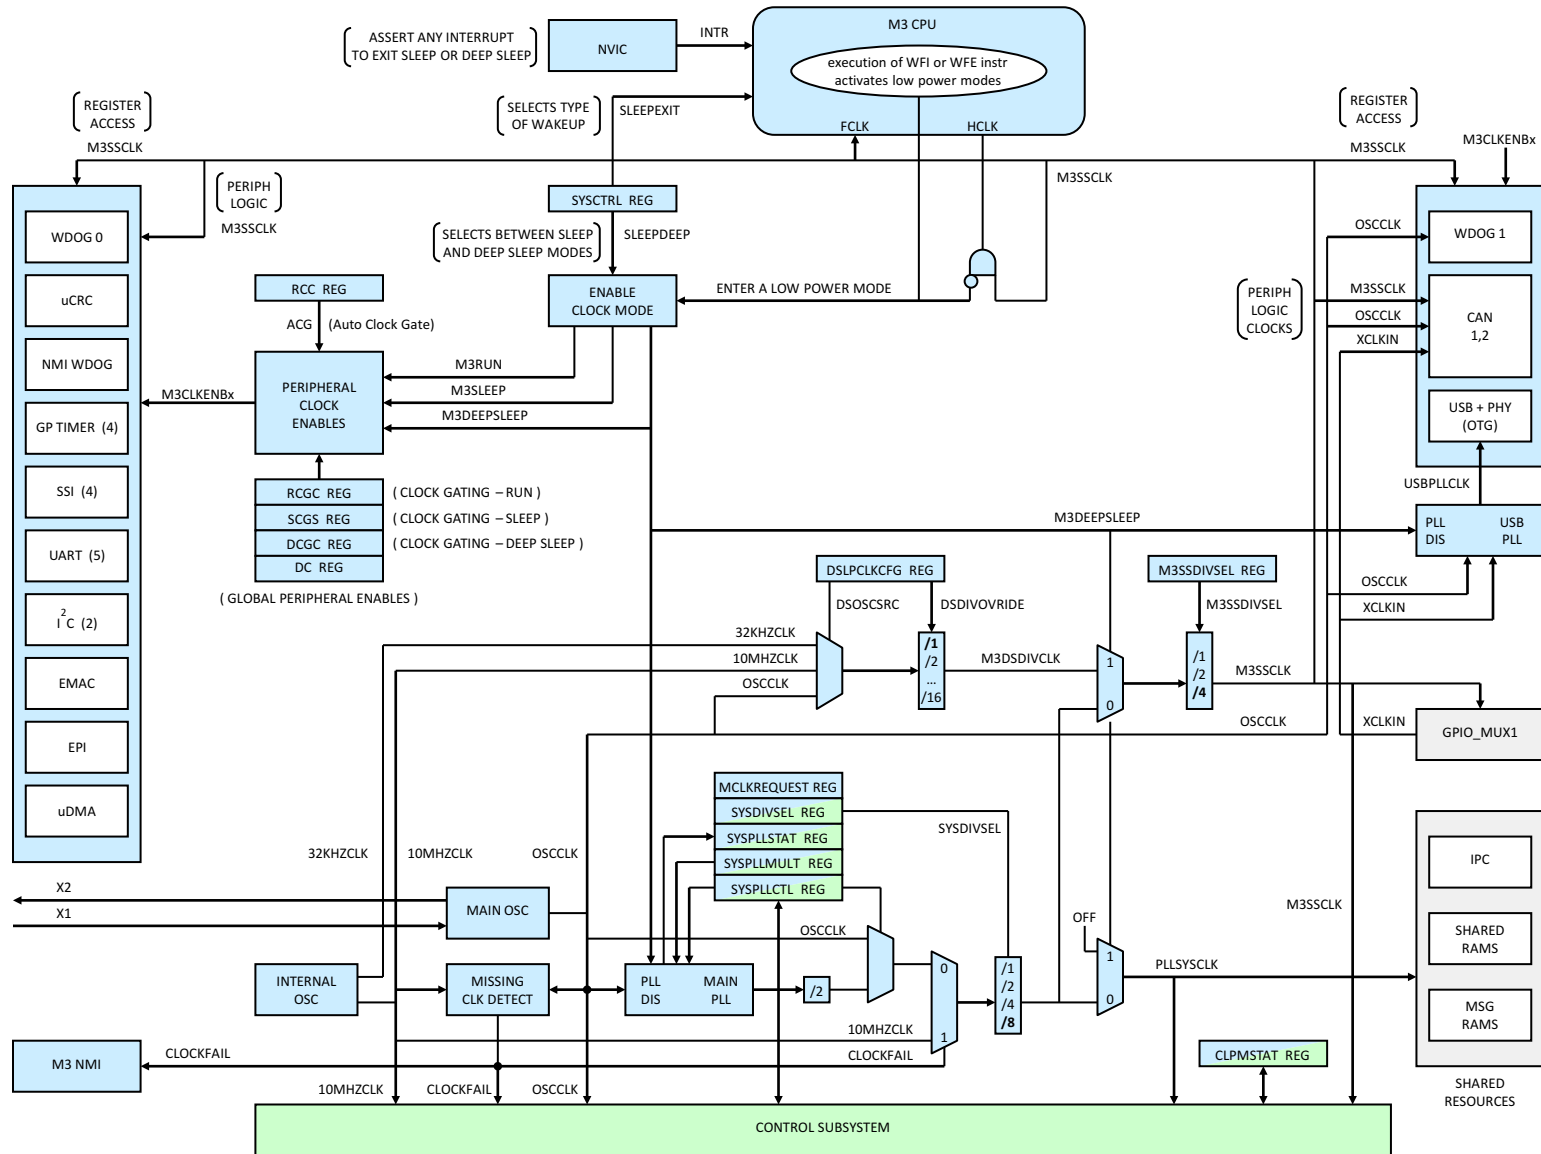 M3 CPU
execution of WFI or WFE instr
activates low power modes
FCLK
HCLK
ASSERT ANY INTERRUPT
TO EXIT SLEEP OR DEEP SLEEP
NVIC
INTR
SELECTS TYPE
OF WAKEUP
SLEEPEXIT
REGISTER
ACCESS
M3SSCLK
REGISTER
ACCESS
M3SSCLK
M3CLKENBx
PERIPH
LOGIC
M3SSCLK
SYSCTRL REG
M3SSCLK
SELECTS BETWEEN SLEEP
AND DEEP SLEEP MODES
SLEEPDEEP
WDOG 0
uCRC
NMI WDOG
GP TIMER (4)
SSI (4)
UART (5)
I2C (2)
EMAC
EPI
uDMA
RCC REG
ACG (Auto Clock Gate)
ENABLE
CLOCK MODE
ENTER A LOW POWER MODE
PERIPH
LOGIC
CLOCKS
OSCCLK
WDOG 1
M3SSCLK
OSCCLK
XCLKIN
CAN
1,2
USB + PHY
(OTG)
USBPLLCLK
M3CLKENBx
PERIPHERAL
CLOCK
ENABLES
M3RUN
M3SLEEP
M3DEEPSLEEP
RCGC REG ( CLOCK GATING – RUN )
SCGS REG ( CLOCK GATING – SLEEP )
DCGC REG ( CLOCK GATING – DEEP SLEEP )
DC REG
( GLOBAL PERIPHERAL ENABLES )
M3DEEPSLEEP
PLL
DIS
USB
PLL
OSCCLK
XCLKIN
DSLPCLKCFG REG
M3SSDIVSEL REG
DSOSCSRC
DSDIVOVRIDE
M3SSDIVSEL
32KHZCLK
10MHZCLK
OSCCLK
/1
/2
...
/16
M3DSDIVCLK
1
0
/1
/2
/4
M3SSCLK
OSCCLK
XCLKIN
GPIO_MUX1
MCLKREQUEST REG
SYSDIVSEL REG
SYSPLLSTAT REG
SYSPLLMULT REG
SYSPLLCTL REG
SYSDIVSEL
32KHZCLK
10MHZCLK
OSCCLK
X2
X1
MAIN OSC
OSCCLK
OFF
M3SSCLK
IPC
SHARED
RAMS
MSG
RAMS
SHARED
RESOURCES
INTERNAL
OSC
MISSING
CLK DETECT
PLL
DIS
MAIN
PLL
/2
0
1
/1
/2
/4
/8
1
0
PLLSYSCLK
10MHZCLK
CLOCKFAIL
M3 NMI
CLOCKFAIL
CLPMSTAT REG
10MHZCLK
CLOCKFAIL
OSCCLK
CONTROL SUBSYSTEM